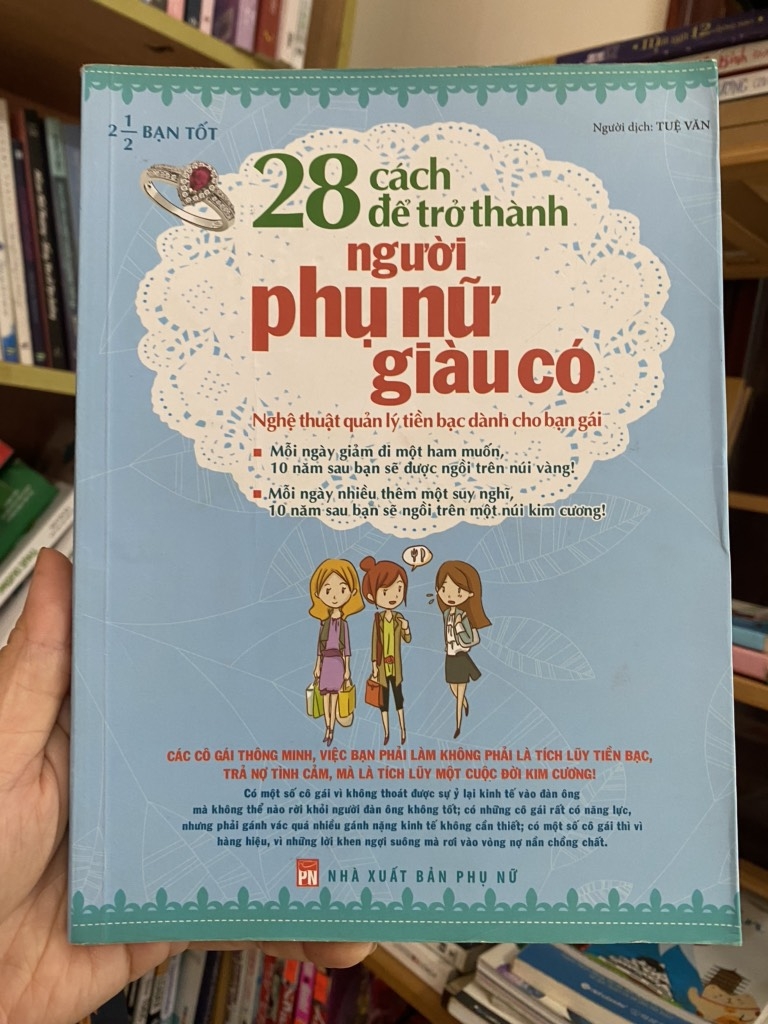 2 1/2 BẠN TỐT
Người dịch: TUỆ VĂN
28 cách
để trở thành
người
phụ nữ
giàu có
Nghệ thuật quản lý tiền bạc dành cho bạn gái
Mỗi ngày giảm đi một ham muốn,
10 năm sau bạn sẽ được ngồi trên núi vàng!
Mỗi ngày nhiều thêm một suy nghĩ,
10 năm sau bạn sẽ ngồi trên một núi kim cương!
CÁC CÔ GÁI THÔNG MINH, VIỆC BẠN PHẢI LÀM KHÔNG PHẢI LÀ TÍCH LŨY TIỀN BẠC,
TRẢ NỢ TÌNH CẢM, MÀ LÀ TÍCH LŨY MỘT CUỘC ĐỜI KIM CƯƠNG!
Có một số cô gái vì không thoát được sự ỷ lại kinh tế vào đàn ông
mà không thể nào rời khỏi người đàn ông không tốt; có những cô gái rất có năng lực,
nhưng phải gánh vác quá nhiều gánh nặng kinh tế không cần thiết; có một số cô gái thì vì
hàng hiệu, vì những lời khen ngợi suông mà rơi vào vòng nợ nần chồng chất.
PN NHÀ XUẤT BẢN PHỤ NỮ